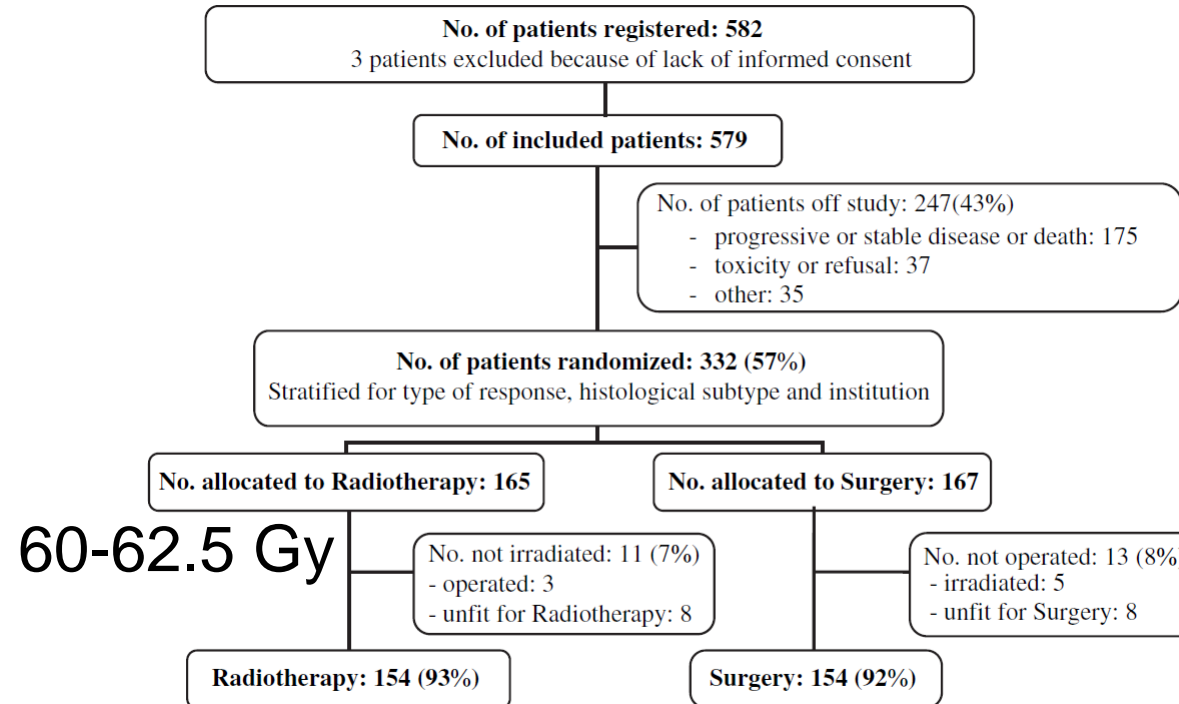 No. of patients registered: 582
3 patients excluded because of lack of informed consent
No. of included patients: 579
No. of patients off study: 247(43%)
- progressive or stable disease or death: 175
- toxicity or refusal: 37
- other: 35
No. of patients randomized: 332 (57%)
Stratified for type of response, histological subtype and institution
No. allocated to Radiotherapy: 165
No. allocated to Surgery: 167
60-62.5 Gy
No. not irradiated: 11 (7%)
- operated: 3
- unfit for Radiotherapy: 8
No. not operated: 13 (8%)
- irradiated: 5
- unfit for Surgery: 8
Radiotherapy: 154 (93%)
Surgery: 154 (92%)